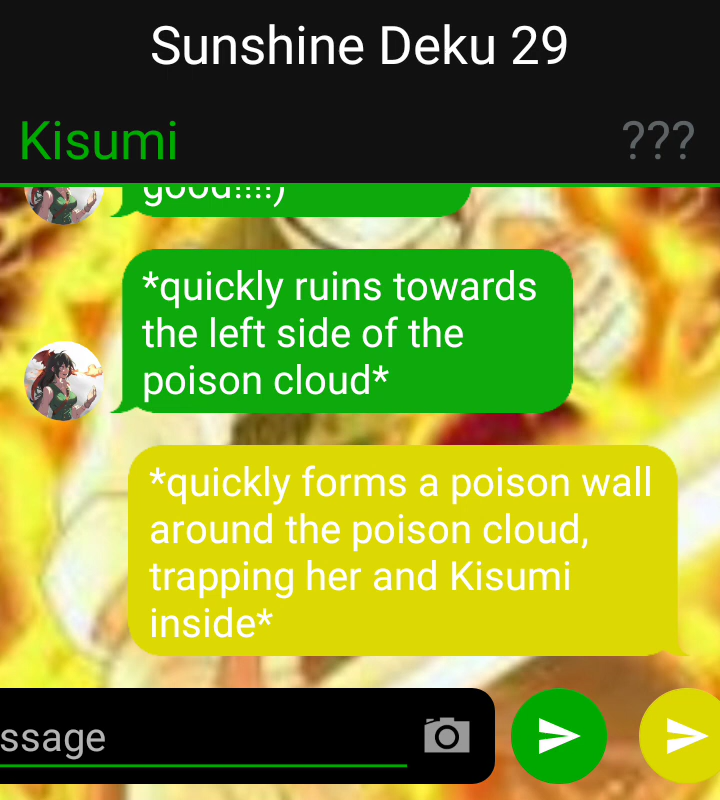 Sunshine Deku 29
Kisumi
???
good!!!!)
*quickly ruins towards
the left side of the
poison cloud*
*quickly forms a poison wall
around the poison cloud,
trapping her and Kisumi
inside*
ssage